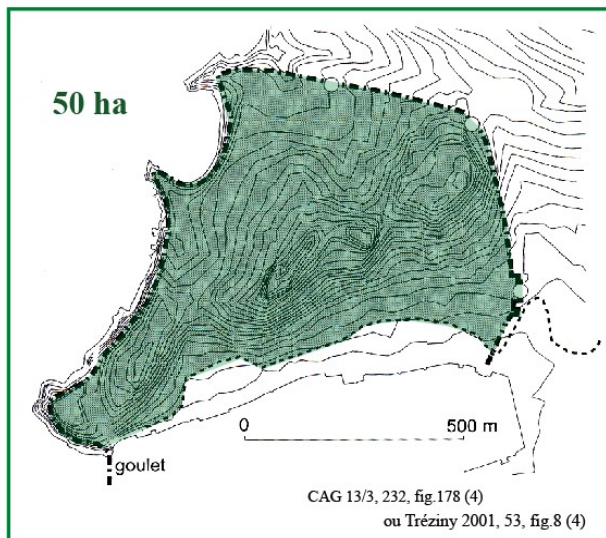 50 ha
0 500 m
goulet
CAG 13/3, 232, fig.178 (4)
ou Tréziny 2001, 53, fig.8 (4)